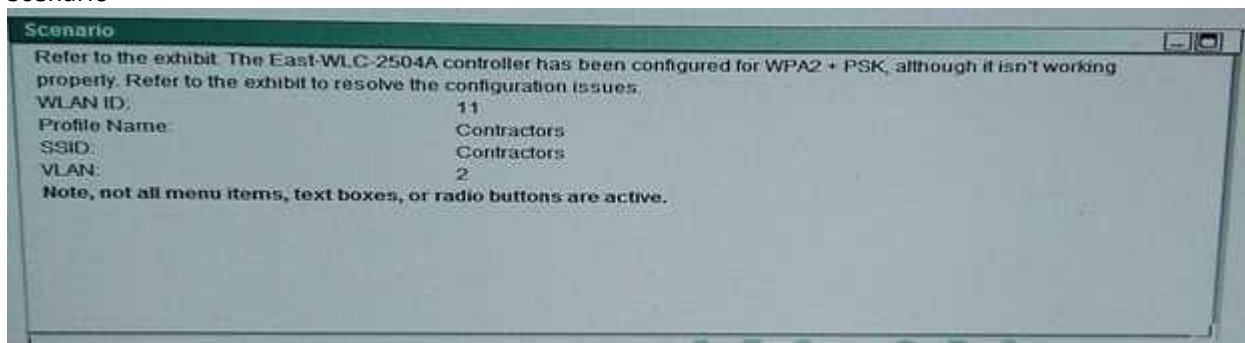 Scenario
Refer to the exhibit. The East-WLC-2504A controller has been configured for WPA2 + PSK, although it isn't working
properly. Refer to the exhibit to resolve the configuration issues.
WLAN ID: 11
Profile Name: Contractors
SSID: Contractors
VLAN: 2
Note, not all menu items, text boxes, or radio buttons are active.